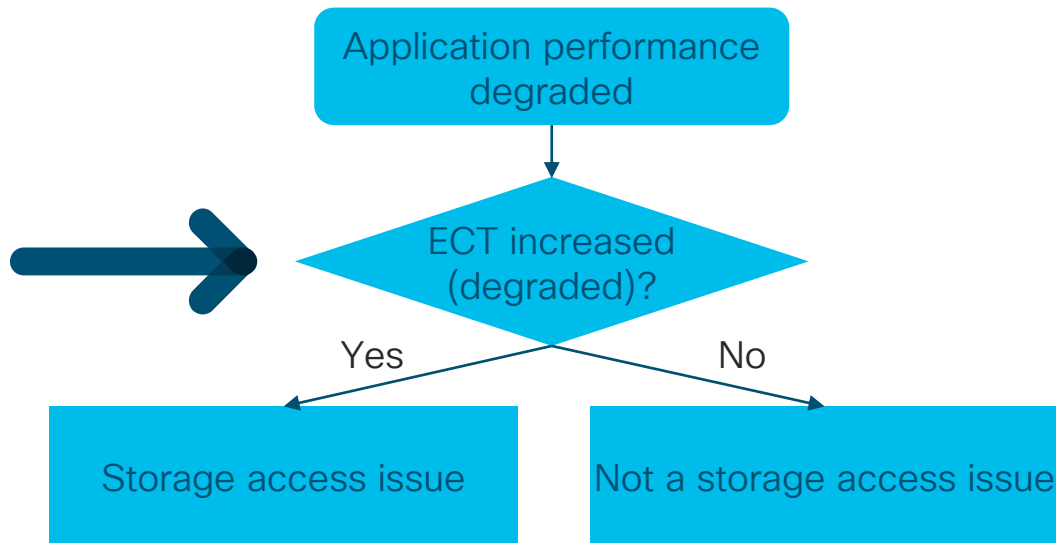 Application performance
degraded
ECT increased
(degraded)?
Yes
No
Storage access issue
Not a storage access issue